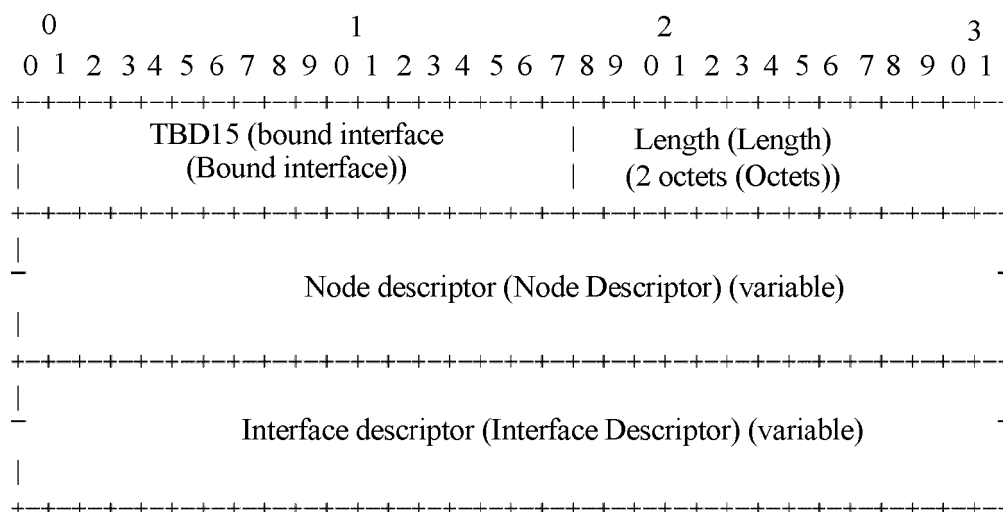 0 1 2 3
0 1 2 3 4 5 6 7 8 9 0 1 2 3 4 5 6 7 8 9 0 1 2 3 4 5 6 7 8 9 0 1
TBD15 (bound interface
(Bound interface))
Length (Length)
(2 octets (Octets))
Node descriptor (Node Descriptor) (variable)
Interface descriptor (Interface Descriptor) (variable)